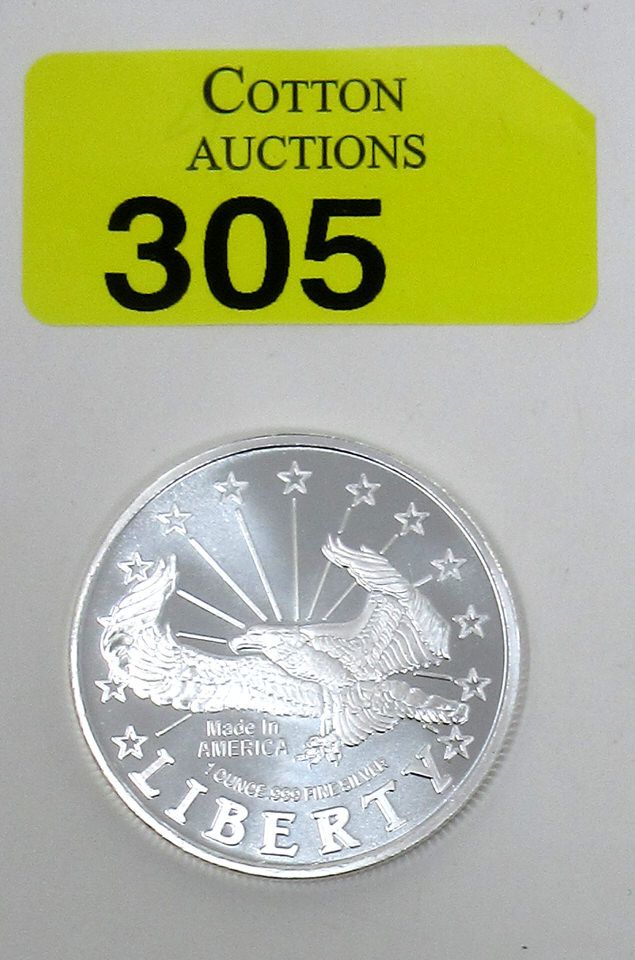 COTTON
AUCTIONS
305
Made In
AMERICA
1 OUNCE .999 FINE SILVER
LIBERTY